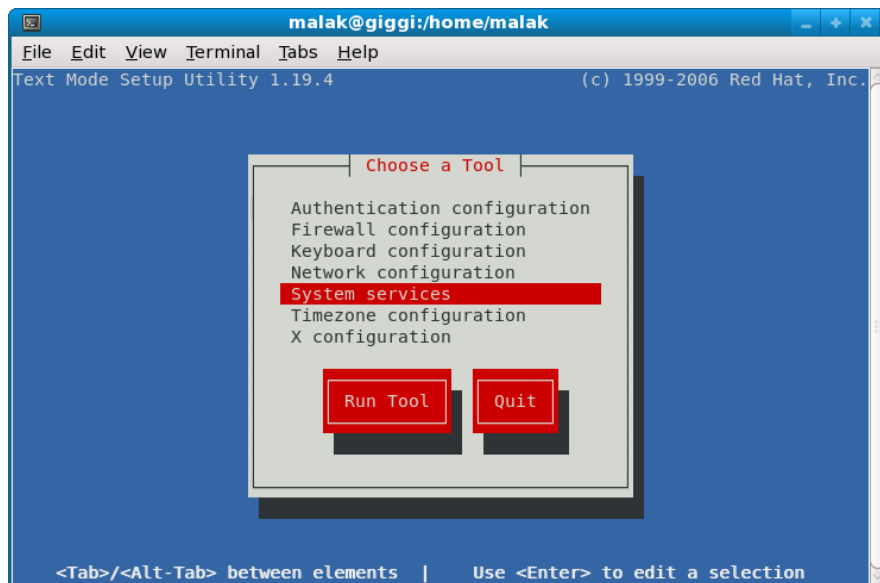 malak@giggi:/home/malak
File Edit View Terminal Tabs Help
Text Mode Setup Utility 1.19.4 (c) 1999-2006 Red Hat, Inc.
Choose a Tool
Authentication configuration
Firewall configuration
Keyboard configuration
Network configuration
System services
Timezone configuration
X configuration
Run Tool Quit
<Tab>/<Alt-Tab> between elements | Use <Enter> to edit a selection